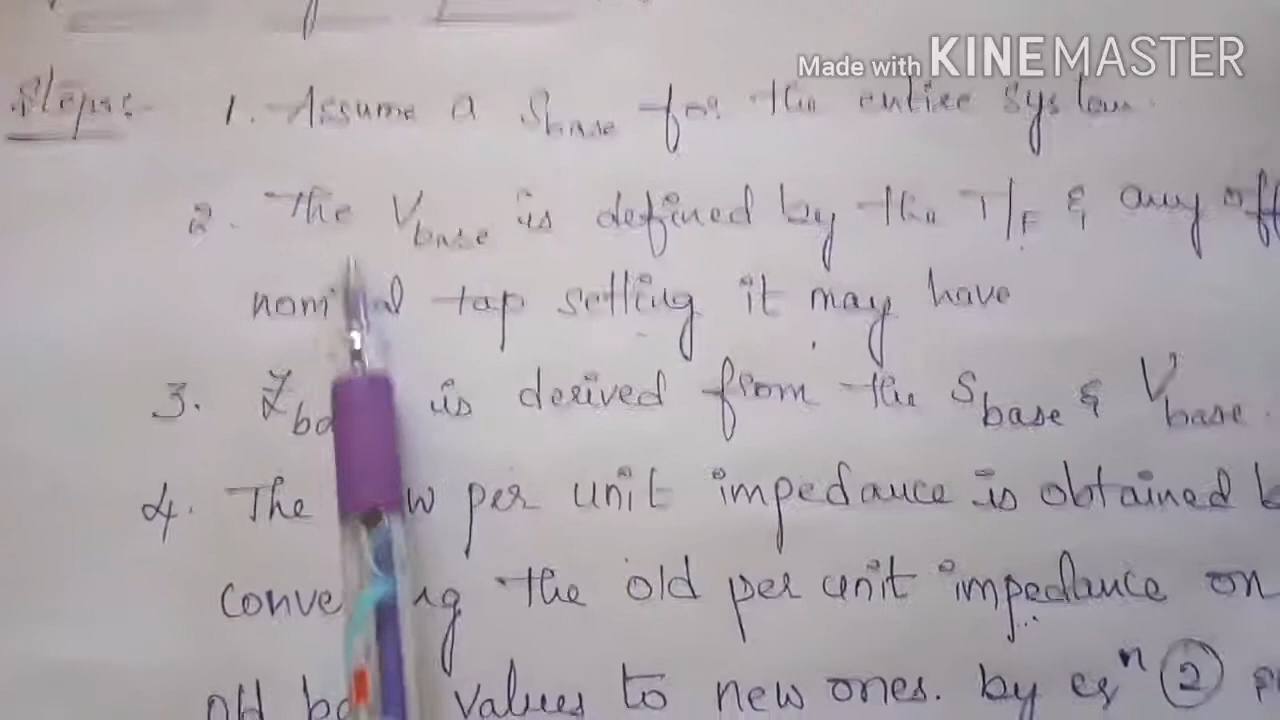 Made with KINEMASTER
Steps:- 1. Assume a Sbase for the entire system.
2. The Vbase is defined by the T/F & any off
nominal tap setting it may have
3. is derived from the Sbase & Vbase.
4. The per unit impedance is obtained
the old per unit impedance on
old values to new ones. by eqn (2)